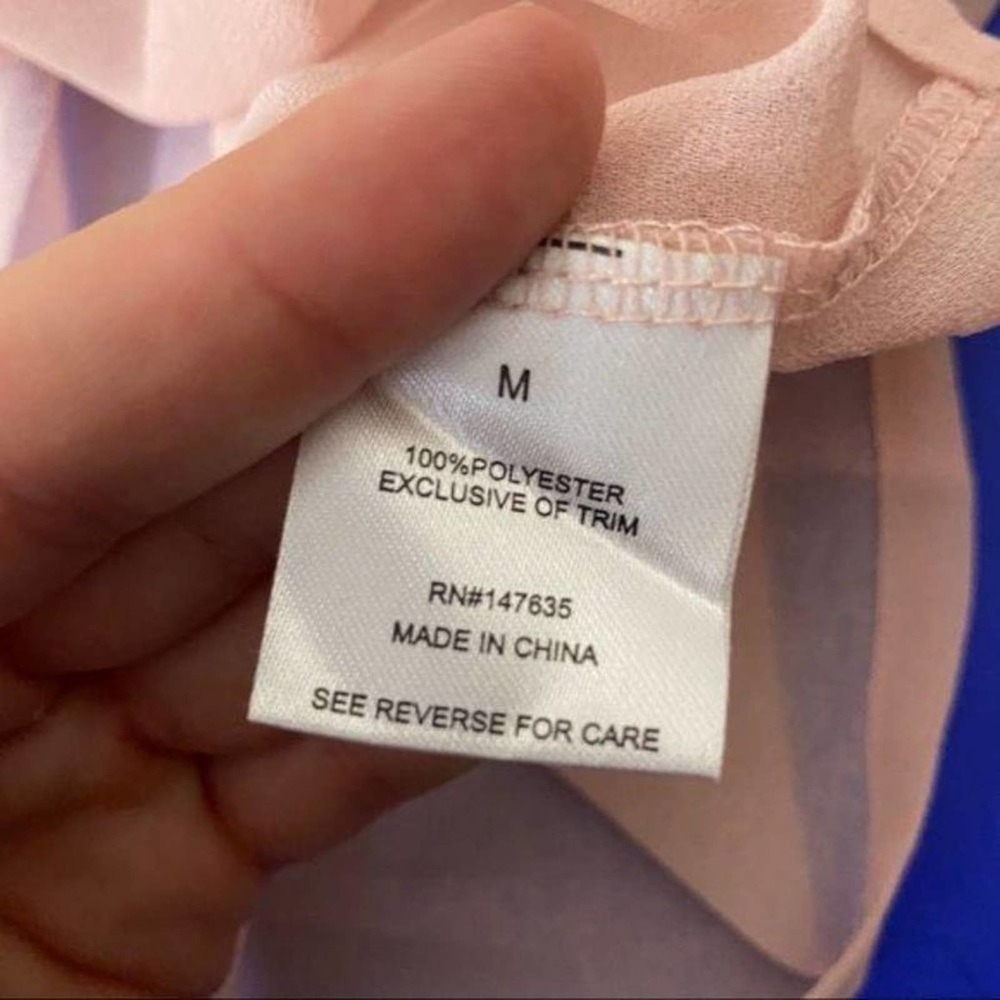 M
100%POLYESTER
EXCLUSIVE OF TRIM
RN#147635
MADE IN CHINA
SEE REVERSE FOR CARE